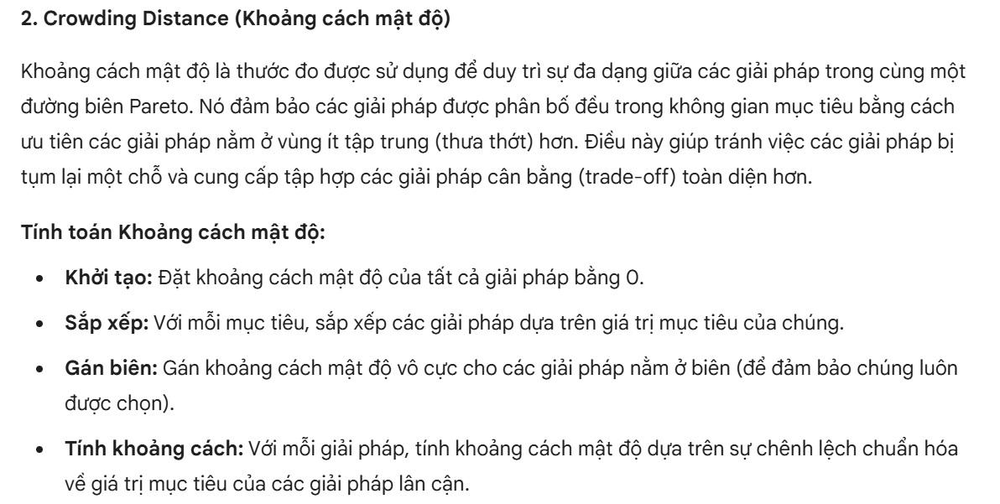 2. Crowding Distance (Khoảng cách mật độ)
Khoảng cách mật độ là thước đo được sử dụng để duy trì sự đa dạng giữa các giải pháp trong cùng một
đường biên Pareto. Nó đảm bảo các giải pháp được phân bố đều trong không gian mục tiêu bằng cách
ưu tiên các giải pháp nằm ở vùng ít tập trung (thưa thớt) hơn. Điều này giúp tránh việc các giải pháp bị
tụm lại một chỗ và cung cấp tập hợp các giải pháp cân bằng (trade-off) toàn diện hơn.
Tính toán Khoảng cách mật độ:
• Khởi tạo: Đặt khoảng cách mật độ của tất cả giải pháp bằng 0.
• Sắp xếp: Với mỗi mục tiêu, sắp xếp các giải pháp dựa trên giá trị mục tiêu của chúng.
• Gán biên: Gán khoảng cách mật độ vô cực cho các giải pháp nằm ở biên (để đảm bảo chúng luôn
được chọn).
• Tính khoảng cách: Với mỗi giải pháp, tính khoảng cách mật độ dựa trên sự chênh lệch chuẩn hóa
về giá trị mục tiêu của các giải pháp lân cận.